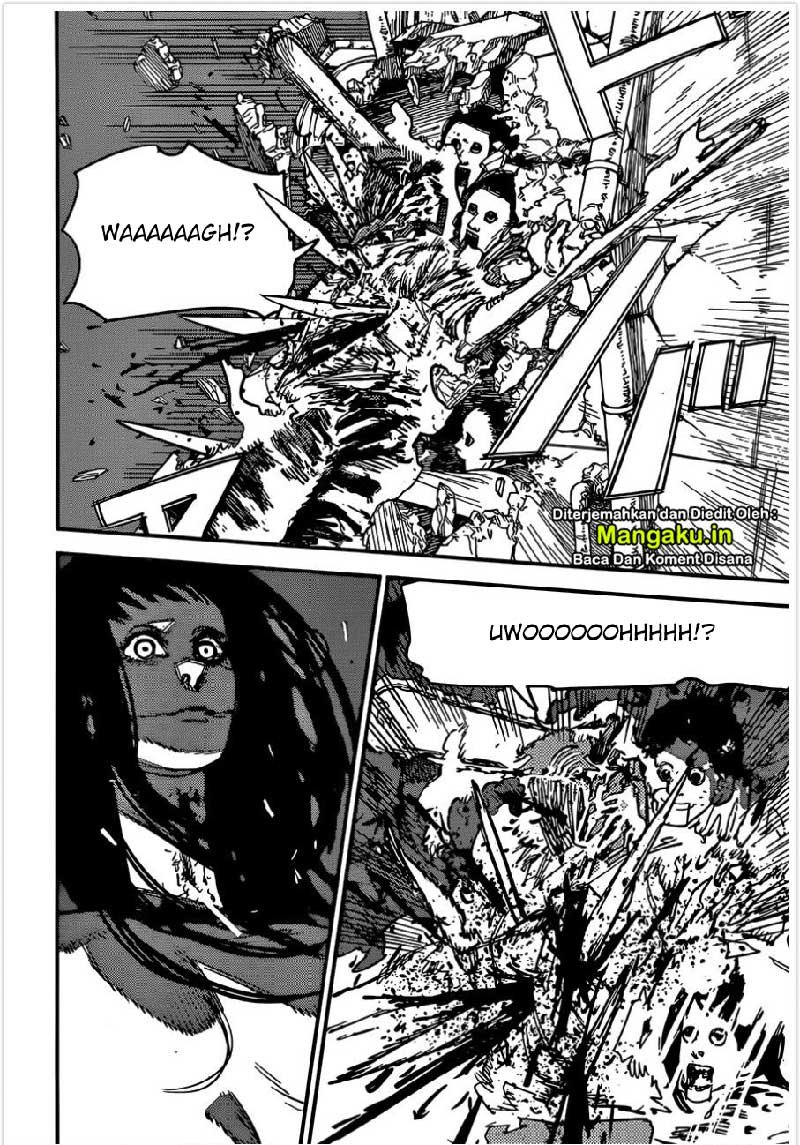 WAAAAAAGH!?
Diterjemahkan dan Diedit Oleh :
Mangaku.in
Baca Dan Koment Disana
UWOOOOOOHHHHH!?